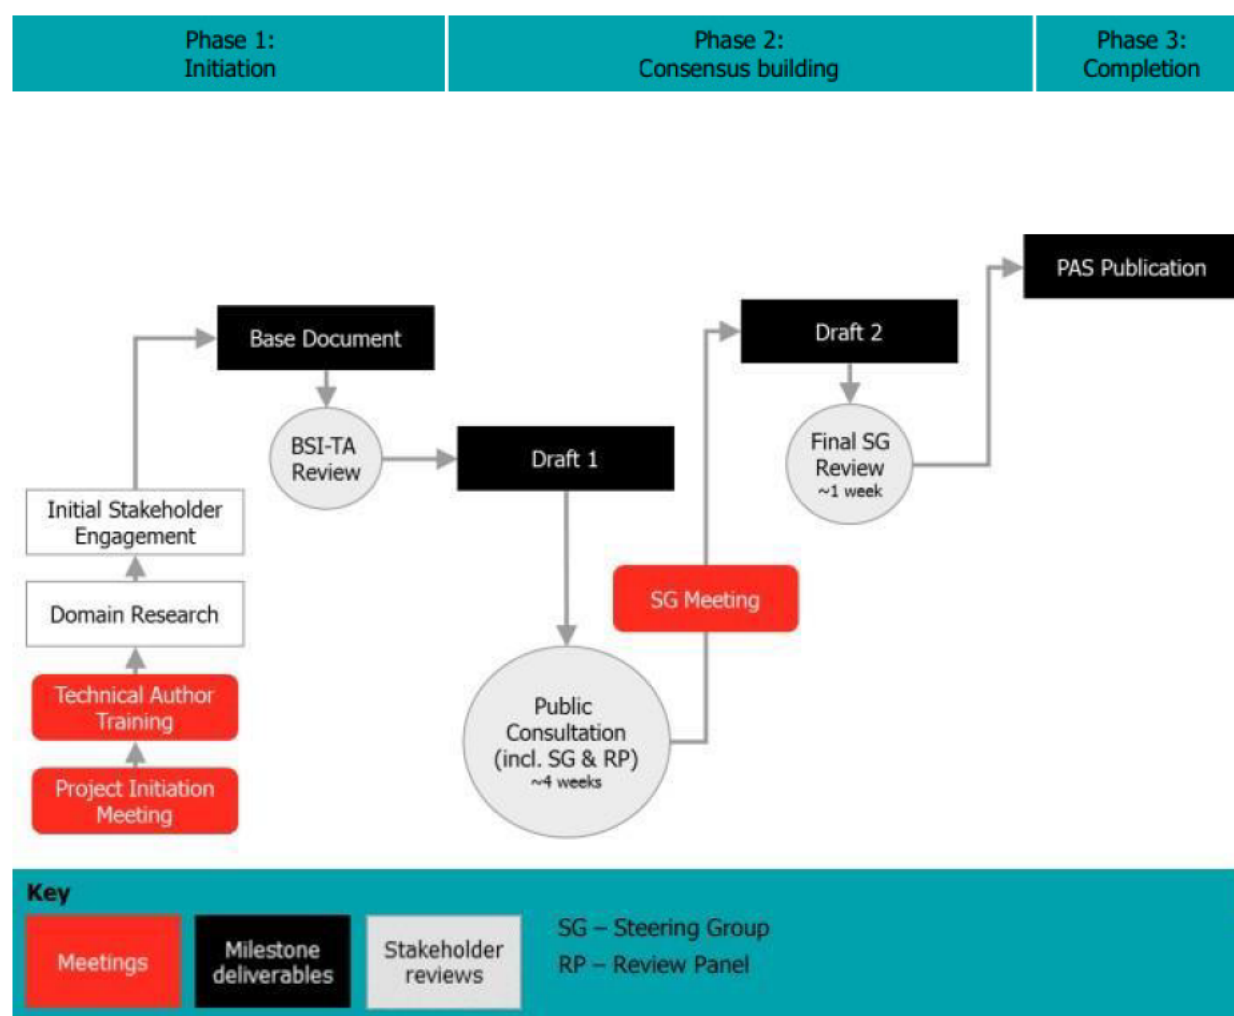 Phase 1:
Initiation
Phase 2:
Consensus building
Phase 3:
Completion
PAS Publication
Base Document
Draft 2
BSI-TA
Review
Draft 1
Final SG
Review
~1 week
Initial Stakeholder
Engagement
Domain Research
SG Meeting
Technical Author
Training
Public
Consultation
(incl. SG & RP)
~4 weeks
Project Initiation
Meeting
Key
Meetings
Milestone
deliverables
Stakeholder
reviews
SG – Steering Group
RP – Review Panel